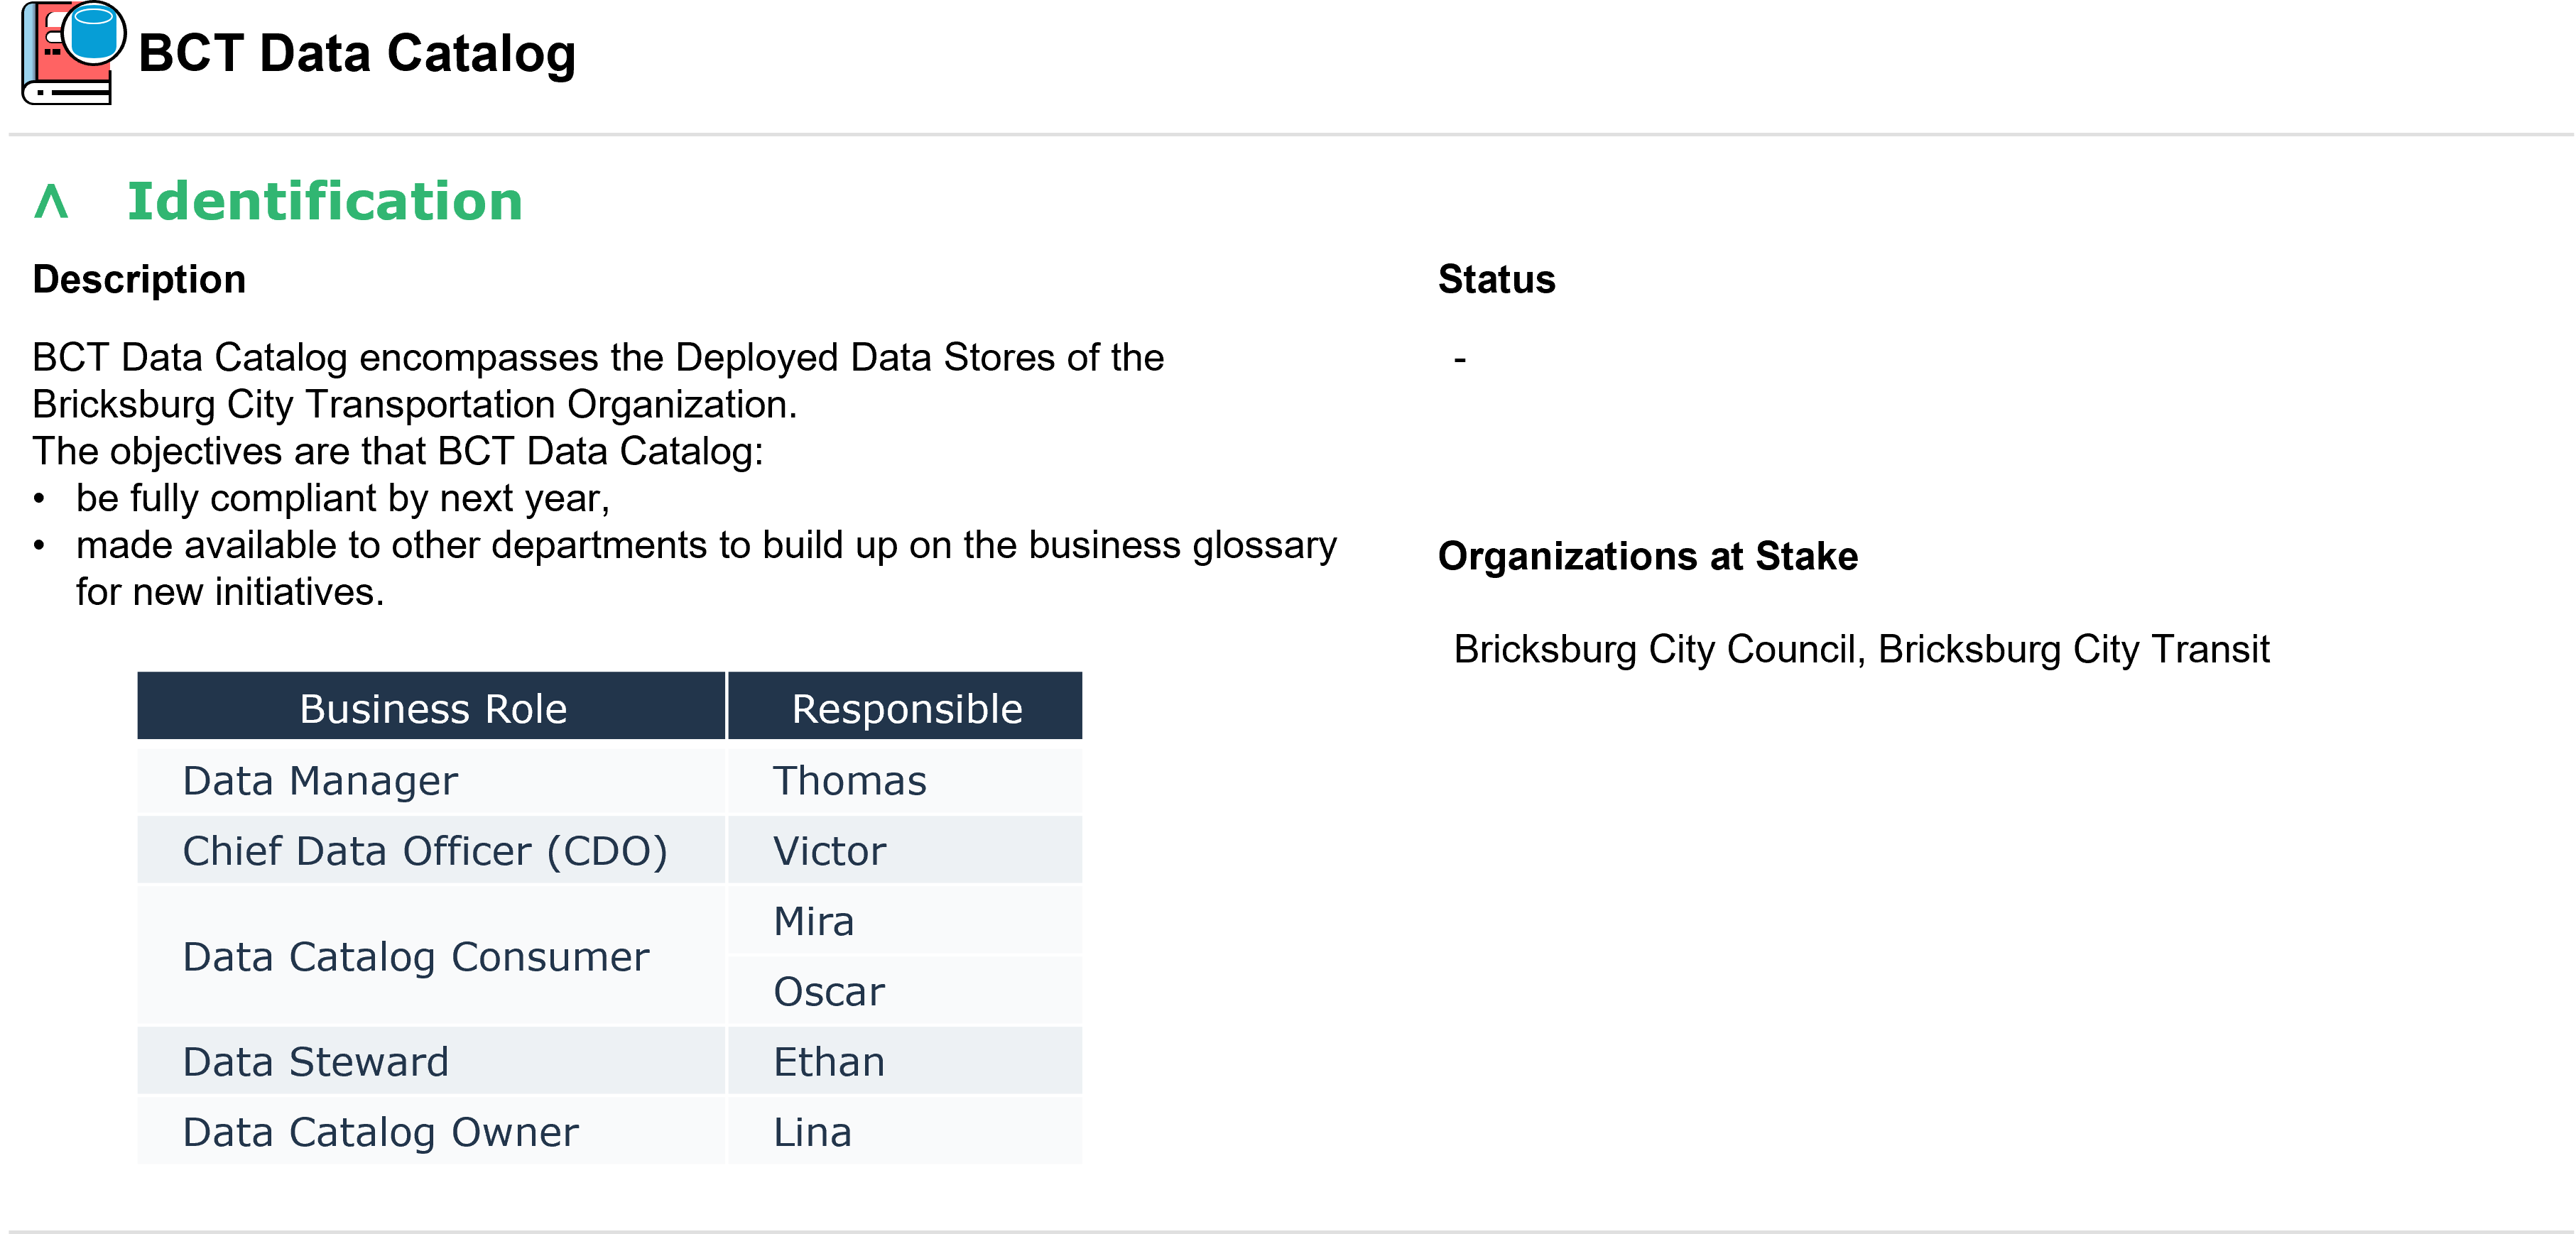 BCT Data Catalog
Identification
Description
BCT Data Catalog encompasses the Deployed Data Stores of the
Bricksburg City Transportation Organization.
The objectives are that BCT Data Catalog:
• be fully compliant by next year,
• made available to other departments to build up on the business glossary
for new initiatives.
Status
-
Organizations at Stake
Bricksburg City Council, Bricksburg City Transit
Business Role Responsible
Data Manager Thomas
Chief Data Officer (CDO) Victor
Data Catalog Consumer
Mira
Oscar
Data Steward Ethan
Data Catalog Owner Lina